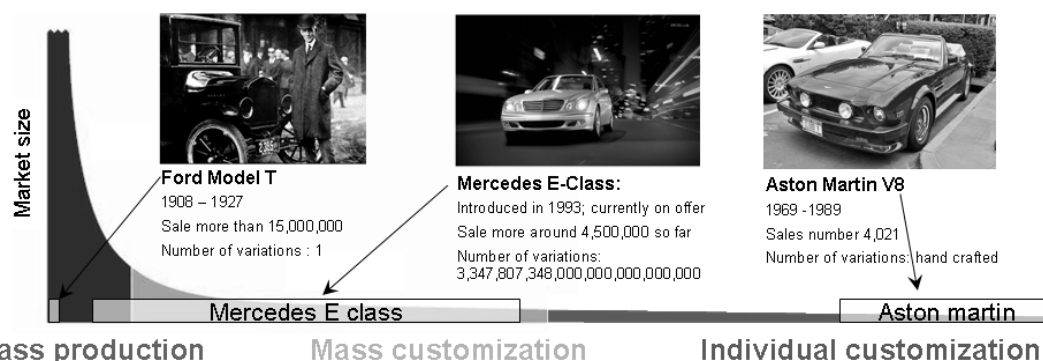 Market size
Ford Model T
1908 – 1927
Sale more than 15,000,000
Number of variations : 1
Mercedes E-Class:
Introduced in 1993; currently on offer
Sale more around 4,500,000 so far
Number of variations:
3,347,807,348,000,000,000,000,000
Aston Martin V8
1969 -1989
Sales number 4,021
Number of variations: hand crafted
Mercedes E class
Aston martin
ass production
Mass customization
Individual customization